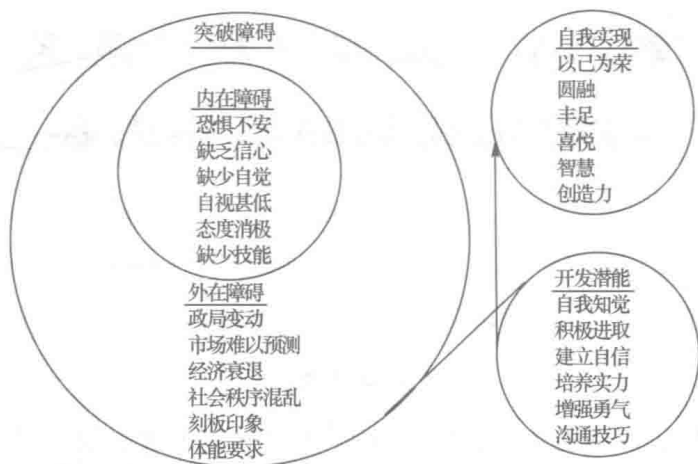 突破障碍
内在障碍
恐惧不安
缺乏信心
缺少自觉
自视甚低
态度消极
缺少技能
外在障碍
政局变动
市场难以预测
经济衰退
社会秩序混乱
刻板印象
体能要求
自我实现
以己为荣
圆融
丰足
喜悦
智慧
创造力
开发潜能
自我知觉
积极进取
建立自信
培养实力
增强勇气
沟通技巧